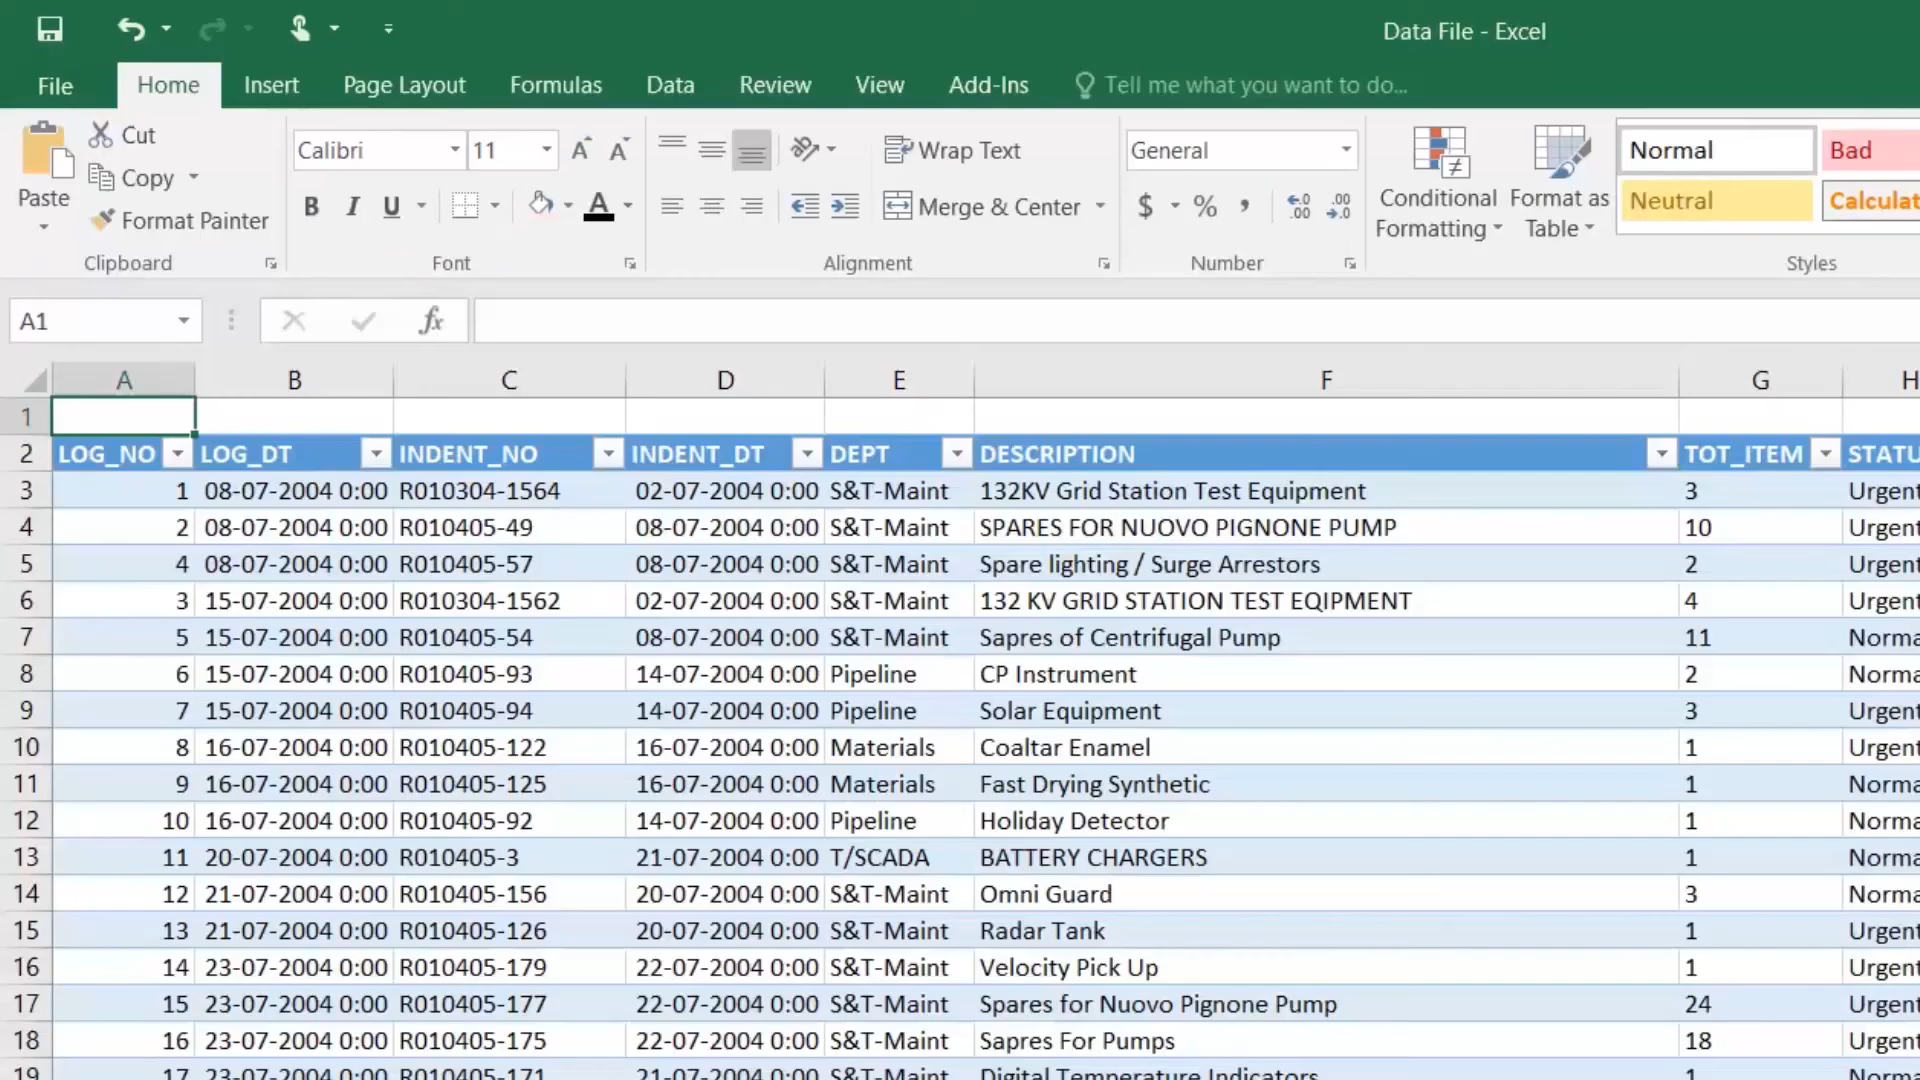 Data File - Excel
File Home Insert Page Layout Formulas Data Review View Add-Ins Tell me what you want to do...
Paste Cut Copy Format Painter Clipboard
Calibri 11 B I U A Font
Wrap Text Merge & Center Alignment
General $ % , .00 .00 .0 Number
Conditional Formatting Format as Table Normal Bad Neutral Calculat Styles
A1 fx
A B C D E F G H
1
2 LOG_NO LOG_DT INDENT_NO INDENT_DT DEPT DESCRIPTION TOT_ITEM STATU
3 1 08-07-2004 0:00 R010304-1564 02-07-2004 0:00 S&T-Maint 132KV Grid Station Test Equipment 3 Urgent
4 2 08-07-2004 0:00 R010405-49 08-07-2004 0:00 S&T-Maint SPARES FOR NUOVO PIGNONE PUMP 10 Urgent
5 4 08-07-2004 0:00 R010405-57 08-07-2004 0:00 S&T-Maint Spare lighting / Surge Arrestors 2 Urgent
6 3 15-07-2004 0:00 R010304-1562 02-07-2004 0:00 S&T-Maint 132 KV GRID STATION TEST EQIPMENT 4 Urgent
7 5 15-07-2004 0:00 R010405-54 08-07-2004 0:00 S&T-Maint Sapres of Centrifugal Pump 11 Norma
8 6 15-07-2004 0:00 R010405-93 14-07-2004 0:00 Pipeline CP Instrument 2 Norma
9 7 15-07-2004 0:00 R010405-94 14-07-2004 0:00 Pipeline Solar Equipment 3 Urgent
10 8 16-07-2004 0:00 R010405-122 16-07-2004 0:00 Materials Coaltar Enamel 1 Urgent
11 9 16-07-2004 0:00 R010405-125 16-07-2004 0:00 Materials Fast Drying Synthetic 1 Norma
12 10 16-07-2004 0:00 R010405-92 14-07-2004 0:00 Pipeline Holiday Detector 1 Norma
13 11 20-07-2004 0:00 R010405-3 21-07-2004 0:00 T/SCADA BATTERY CHARGERS 1 Norma
14 12 21-07-2004 0:00 R010405-156 20-07-2004 0:00 S&T-Maint Omni Guard 3 Norma
15 13 21-07-2004 0:00 R010405-126 20-07-2004 0:00 S&T-Maint Radar Tank 1 Urgent
16 14 23-07-2004 0:00 R010405-179 22-07-2004 0:00 S&T-Maint Velocity Pick Up 1 Urgent
17 15 23-07-2004 0:00 R010405-177 22-07-2004 0:00 S&T-Maint Spares for Nuovo Pignone Pump 24 Urgent
18 16 23-07-2004 0:00 R010405-175 22-07-2004 0:00 S&T-Maint Sapres For Pumps 18 Urgent
19 17 23-07-2004 0:00 R010405-171 21-07-2004 0:00 S&T-Maint Digital Temperature Indicators 1 Norma